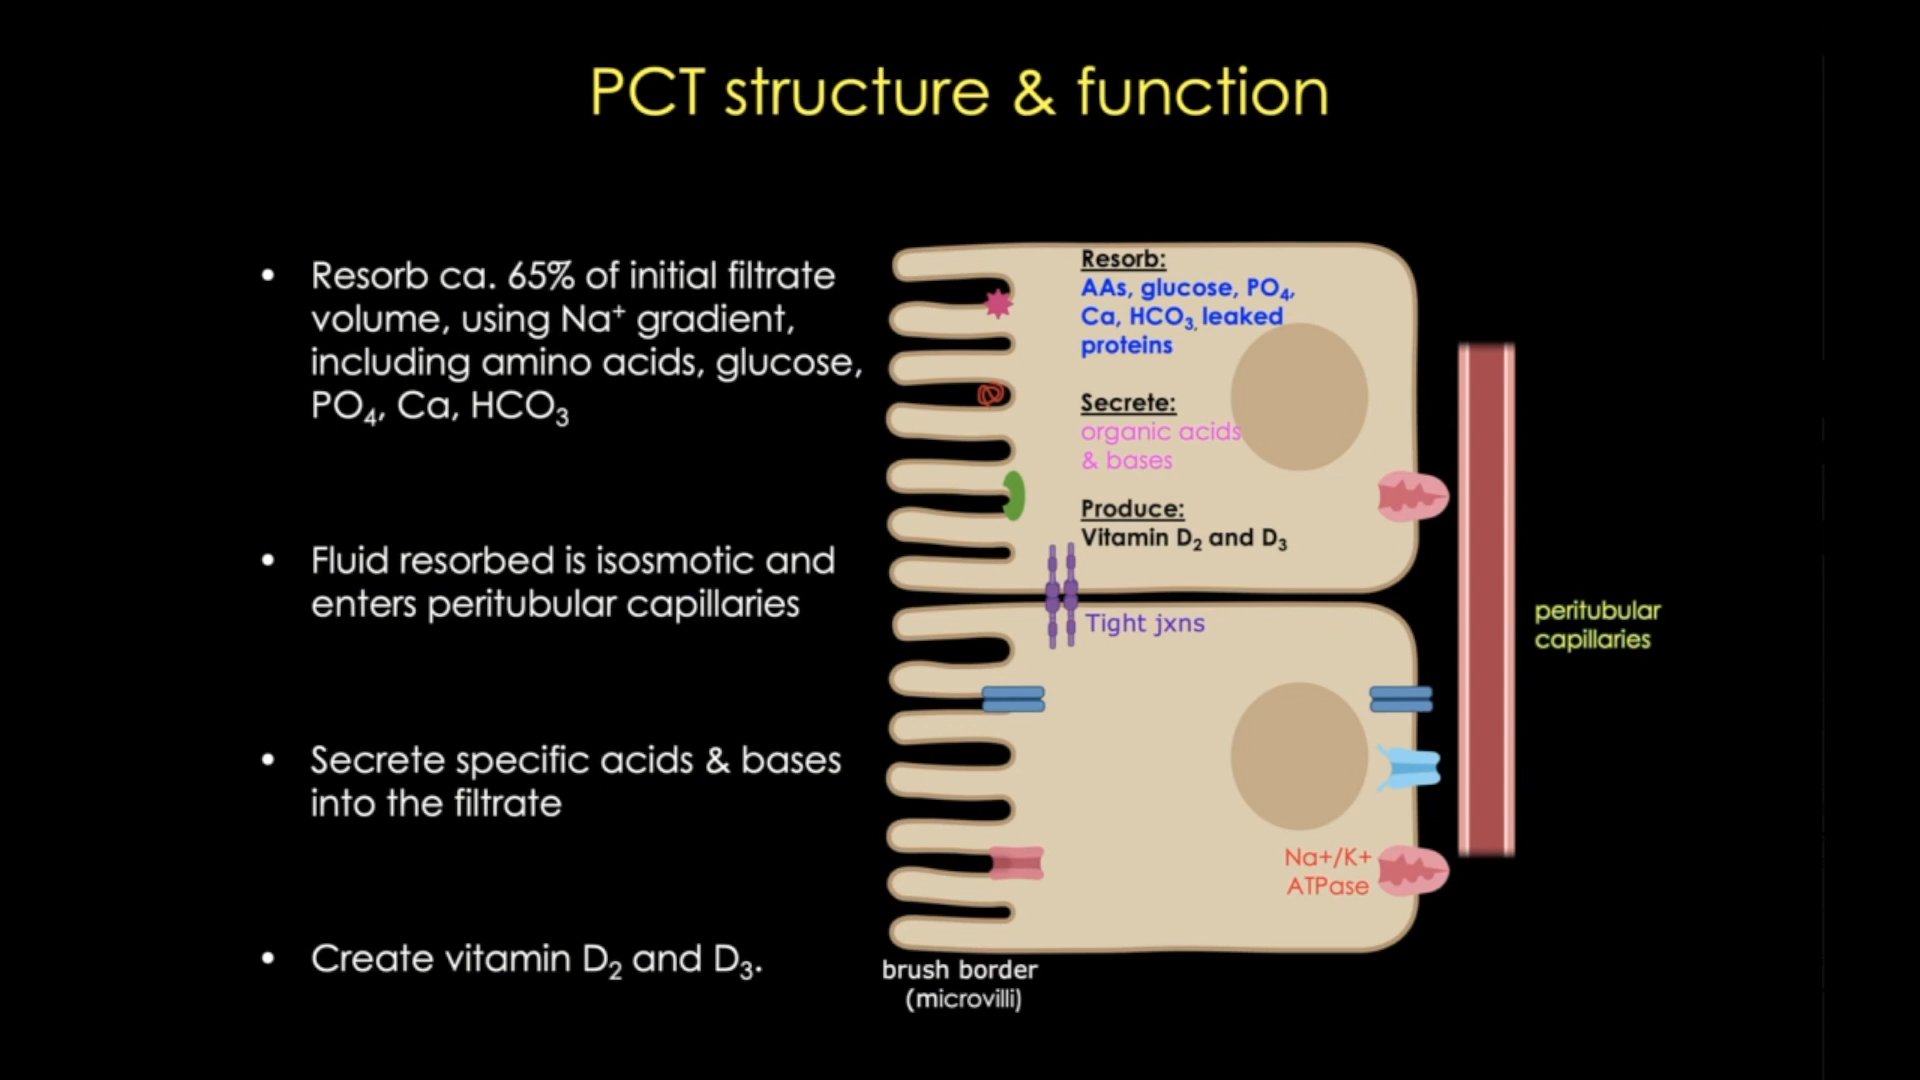 PCT structure & function
• Resorb ca. 65% of initial filtrate
volume, using Na⁺ gradient,
including amino acids, glucose,
PO₄, Ca, HCO₃
• Fluid resorbed is isosmotic and
enters peritubular capillaries
• Secrete specific acids & bases
into the filtrate
• Create vitamin D₂ and D₃.
Resorb:
AAs, glucose, PO₄,
Ca, HCO₃, leaked
proteins
Secrete:
organic acids
& bases
Produce:
Vitamin D₂ and D₃
Tight jxns
Na+/K+
ATPase
brush border
(microvilli)
peritubular
capillaries